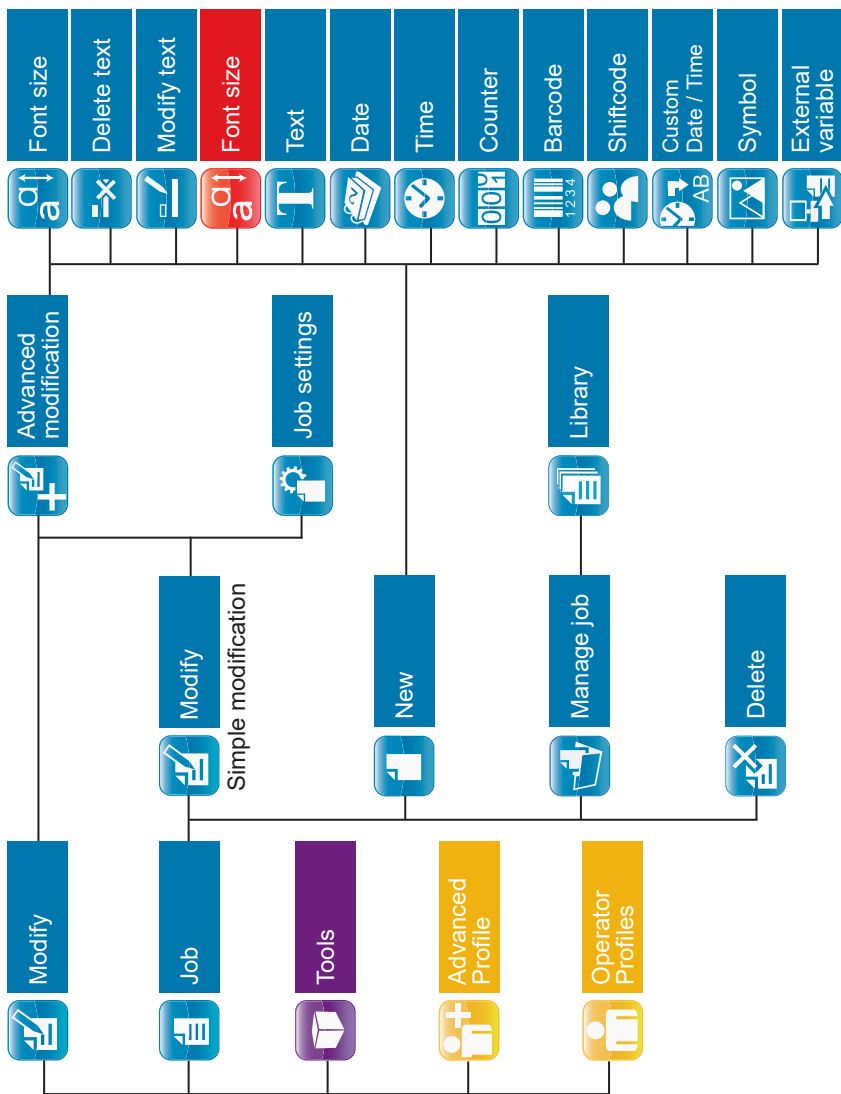 Font size
Delete text
Modify text
Font size
Text
Date
Time
Counter
Barcode
Shiftcode
Custom
Date / Time
Symbol
External
variable
a
a
a
a
T
001
1234
AB
Advanced
modification
Job settings
Library
Modify
Simple modification
New
Manage job
Delete
Modify
Job
Tools
Advanced
Profile
Operator
Profiles